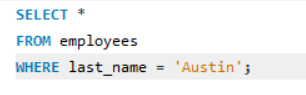 SELECT *
FROM employees
WHERE last_name = 'Austin';